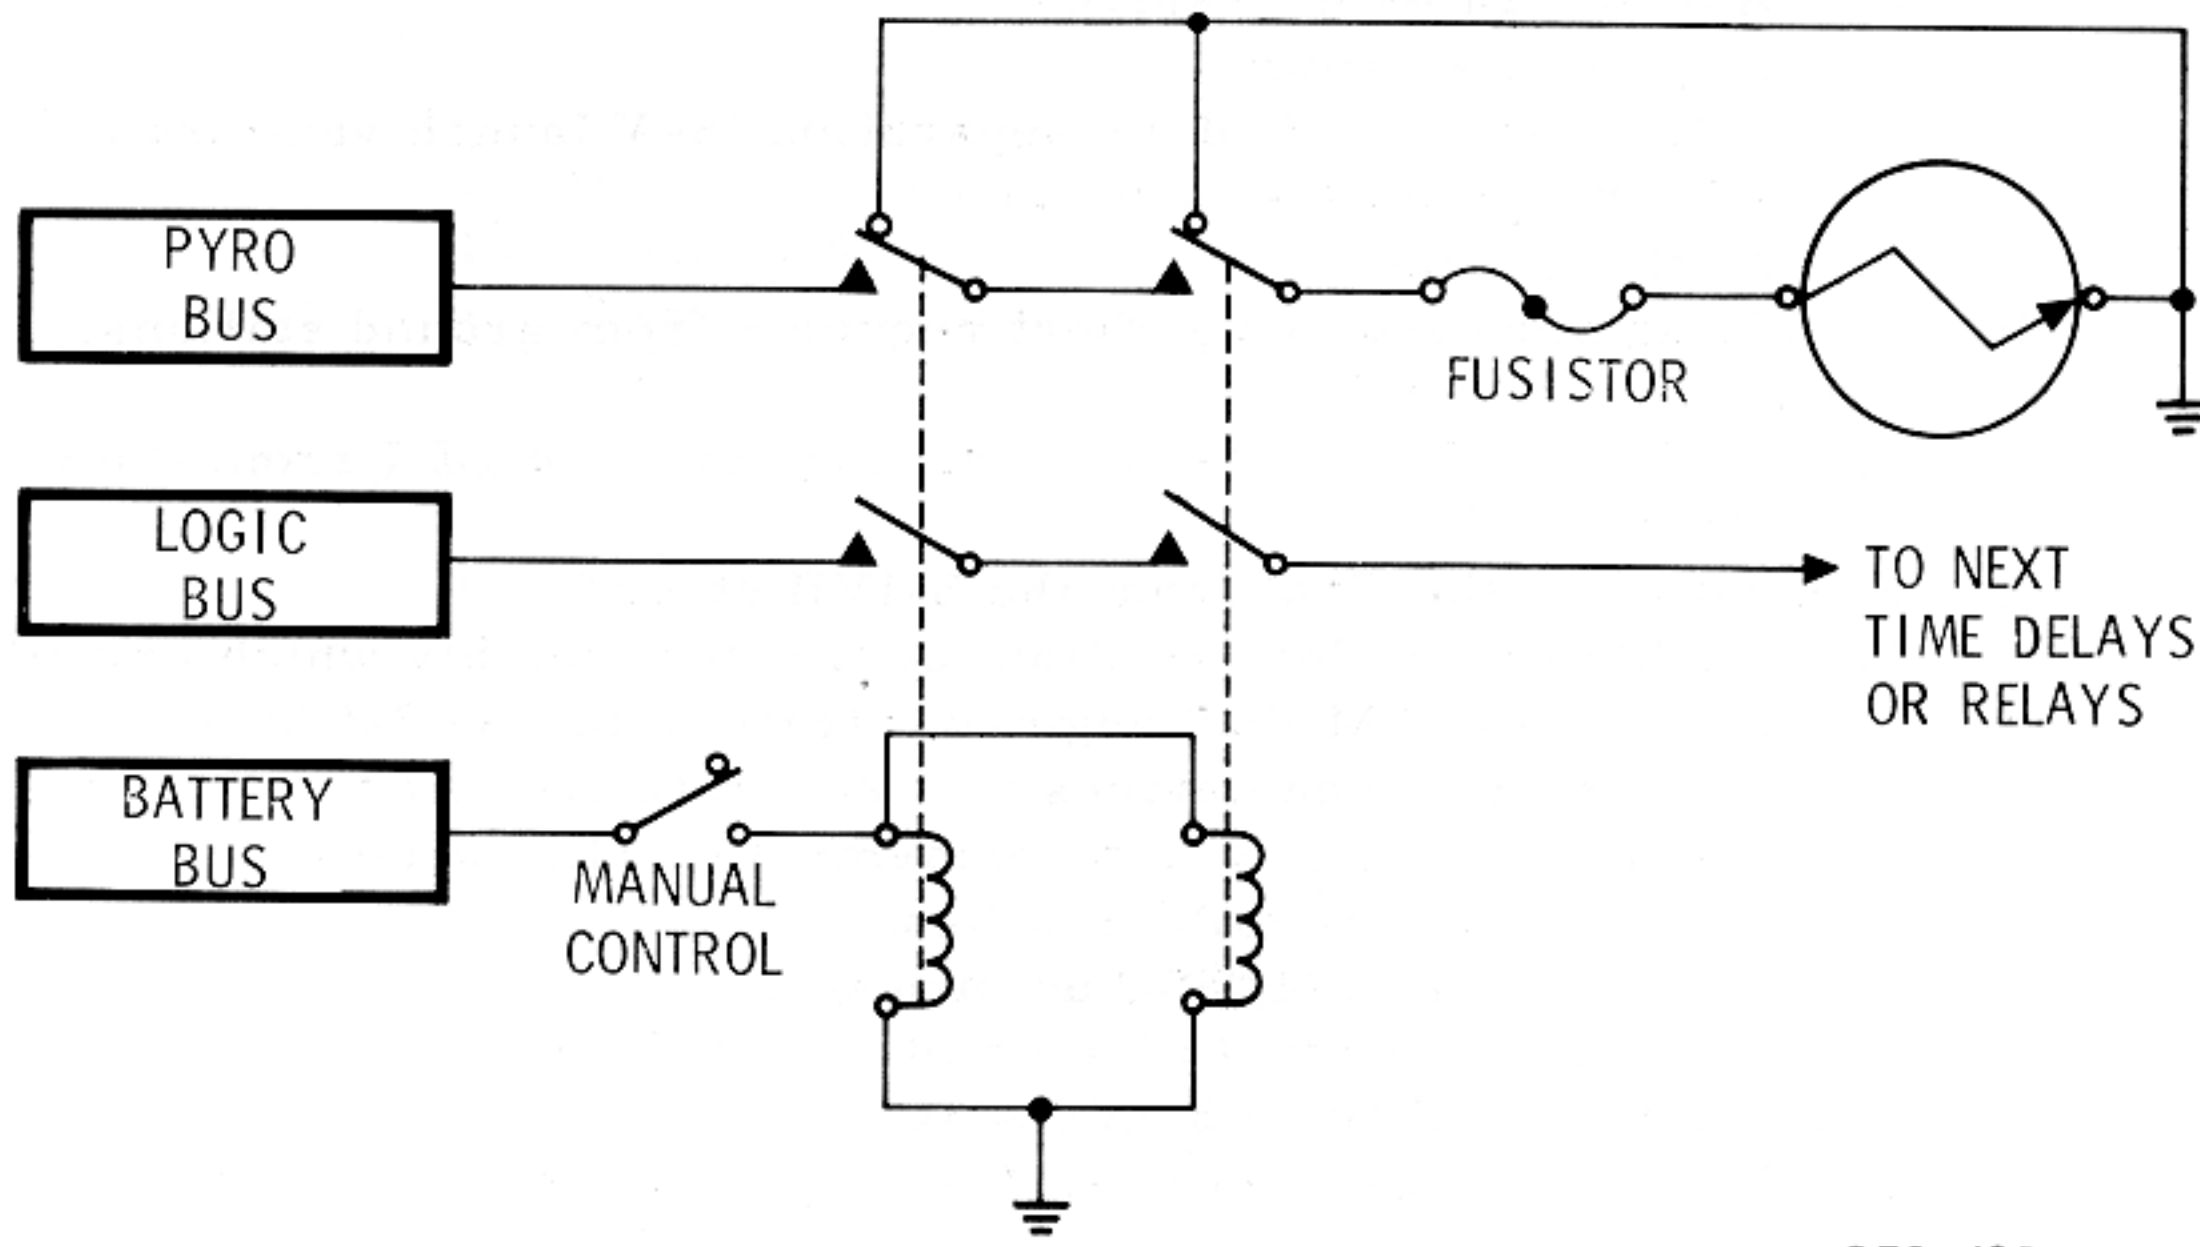 PYRO
BUS
FUSISTOR
LOGIC
BUS
TO NEXT
TIME DELAYS
OR RELAYS
BATTERY
BUS
MANUAL
CONTROL